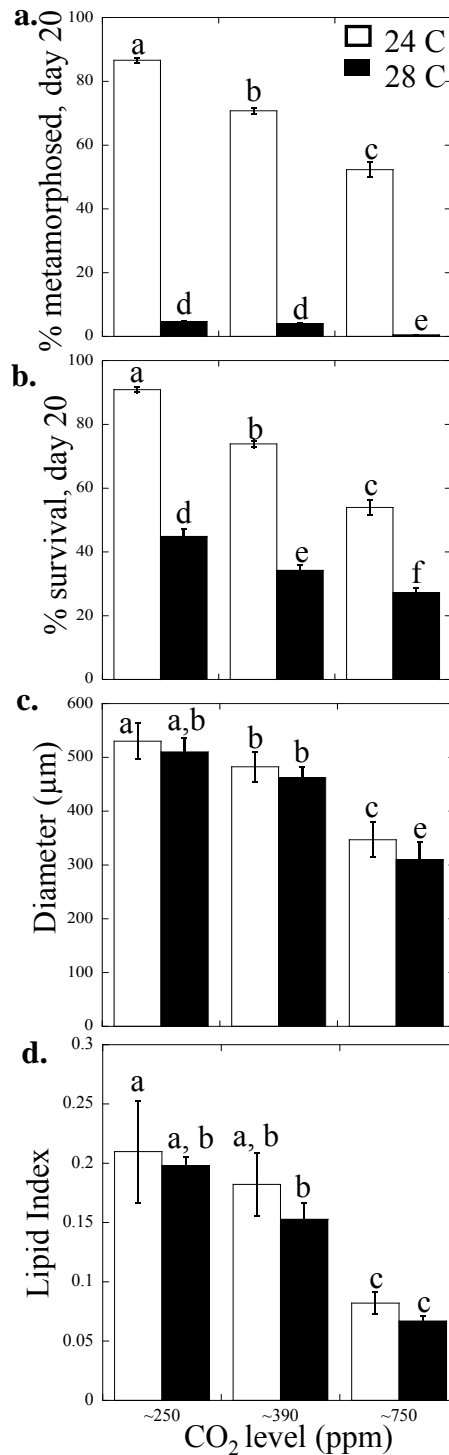 a.
24 C
28 C
% metamorphosed, day 20
100
80
60
40
20
0
a
b
c
d
d
e
b.
% survival, day 20
100
80
60
40
20
0
a
b
c
d
e
f
c.
Diameter (µm)
600
500
400
300
200
100
0
a
a,b
b
b
c
e
d.
Lipid Index
0.3
0.25
0.2
0.15
0.1
0.05
0
a
a, b
a, b
b
c
c
~250
~390
~750
CO2 level (ppm)